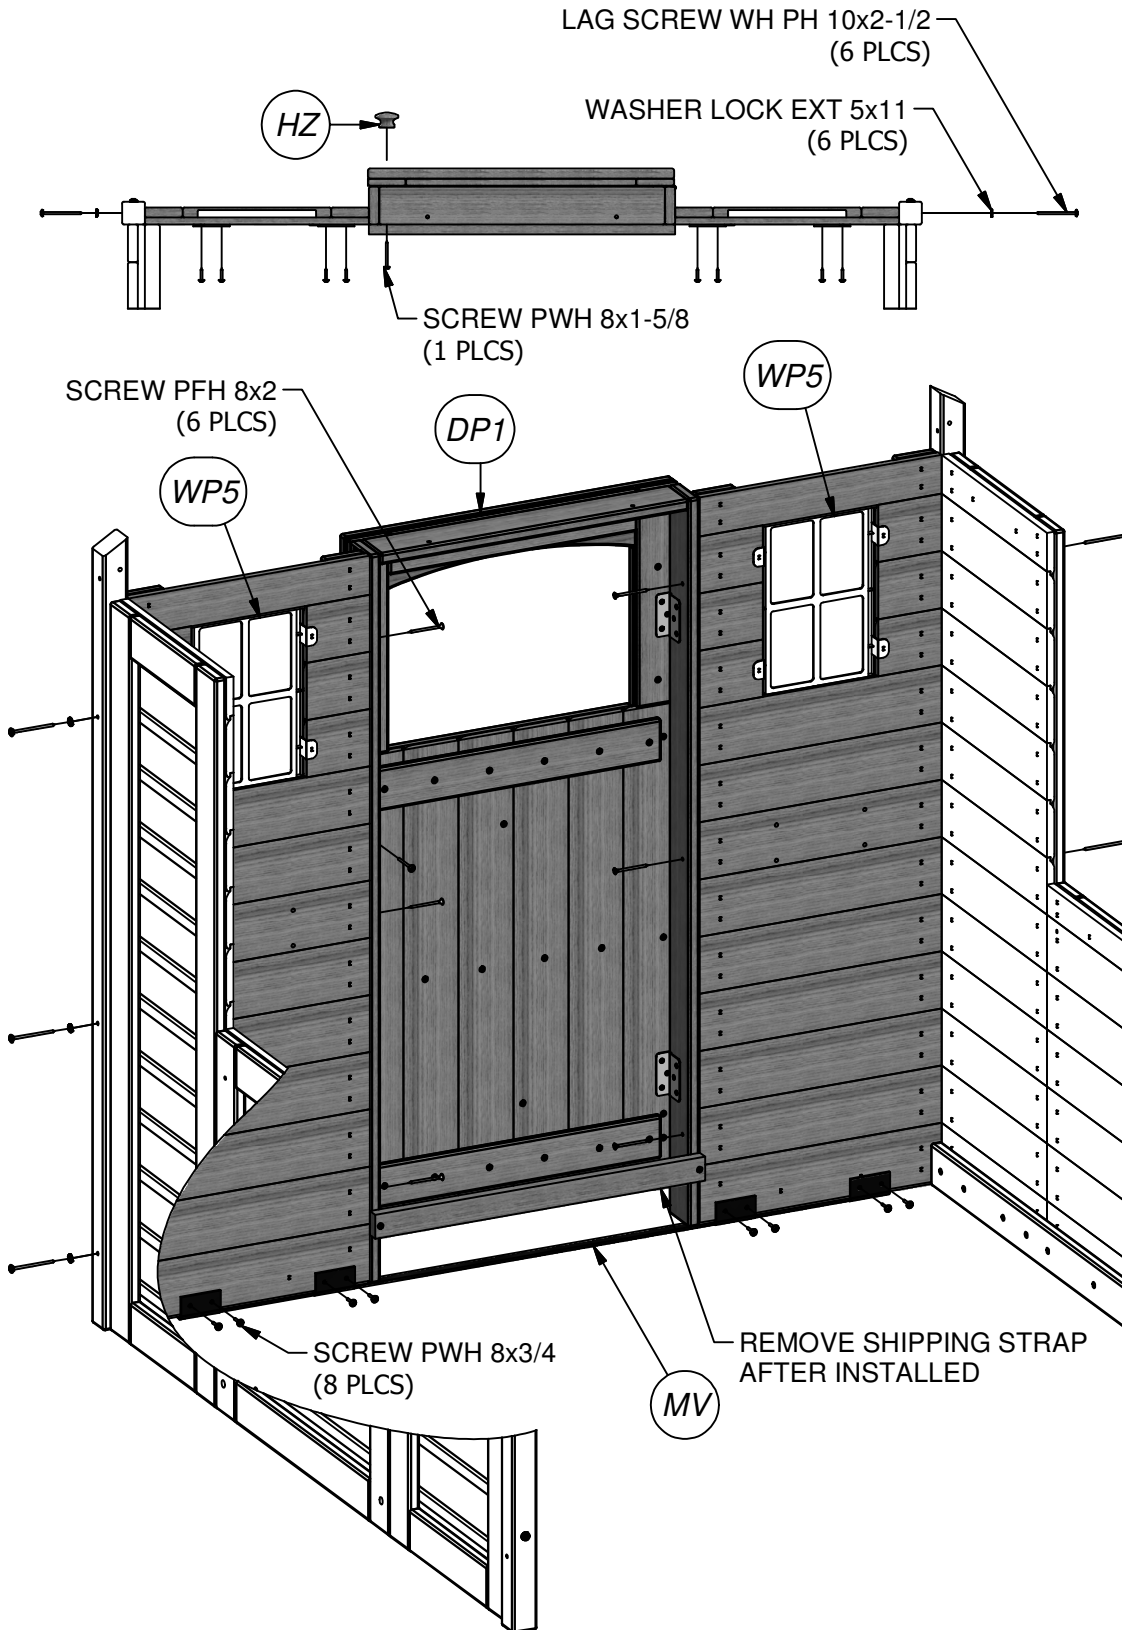 LAG SCREW WH PH 10x2-1/2
(6 PLCS)
HZ
WASHER LOCK EXT 5x11
(6 PLCS)
SCREW PWH 8x1-5/8
(1 PLCS)
SCREW PFH 8x2
(6 PLCS)
DP1
WP5
WP5
SCREW PWH 8x3/4
(8 PLCS)
REMOVE SHIPPING STRAP
AFTER INSTALLED
MV